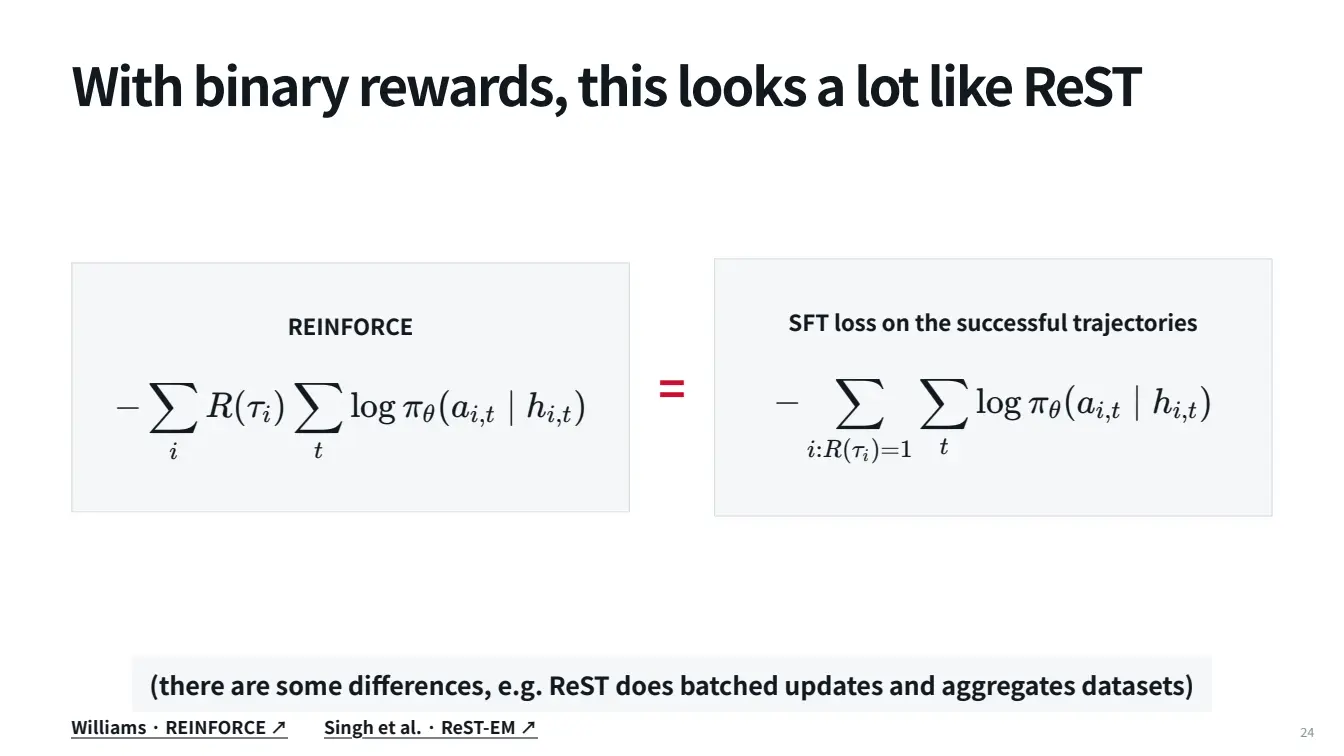 With binary rewards, this looks a lot like ReST
REINFORCE
− ∑_i R(τ_i) ∑_t log π_θ(a_{i,t} | h_{i,t})
=
SFT loss on the successful trajectories
− ∑_{i:R(τ_i)=1} ∑_t log π_θ(a_{i,t} | h_{i,t})
(there are some differences, e.g. ReST does batched updates and aggregates datasets)
Williams · REINFORCE ↗ Singh et al. · ReST-EM ↗
24